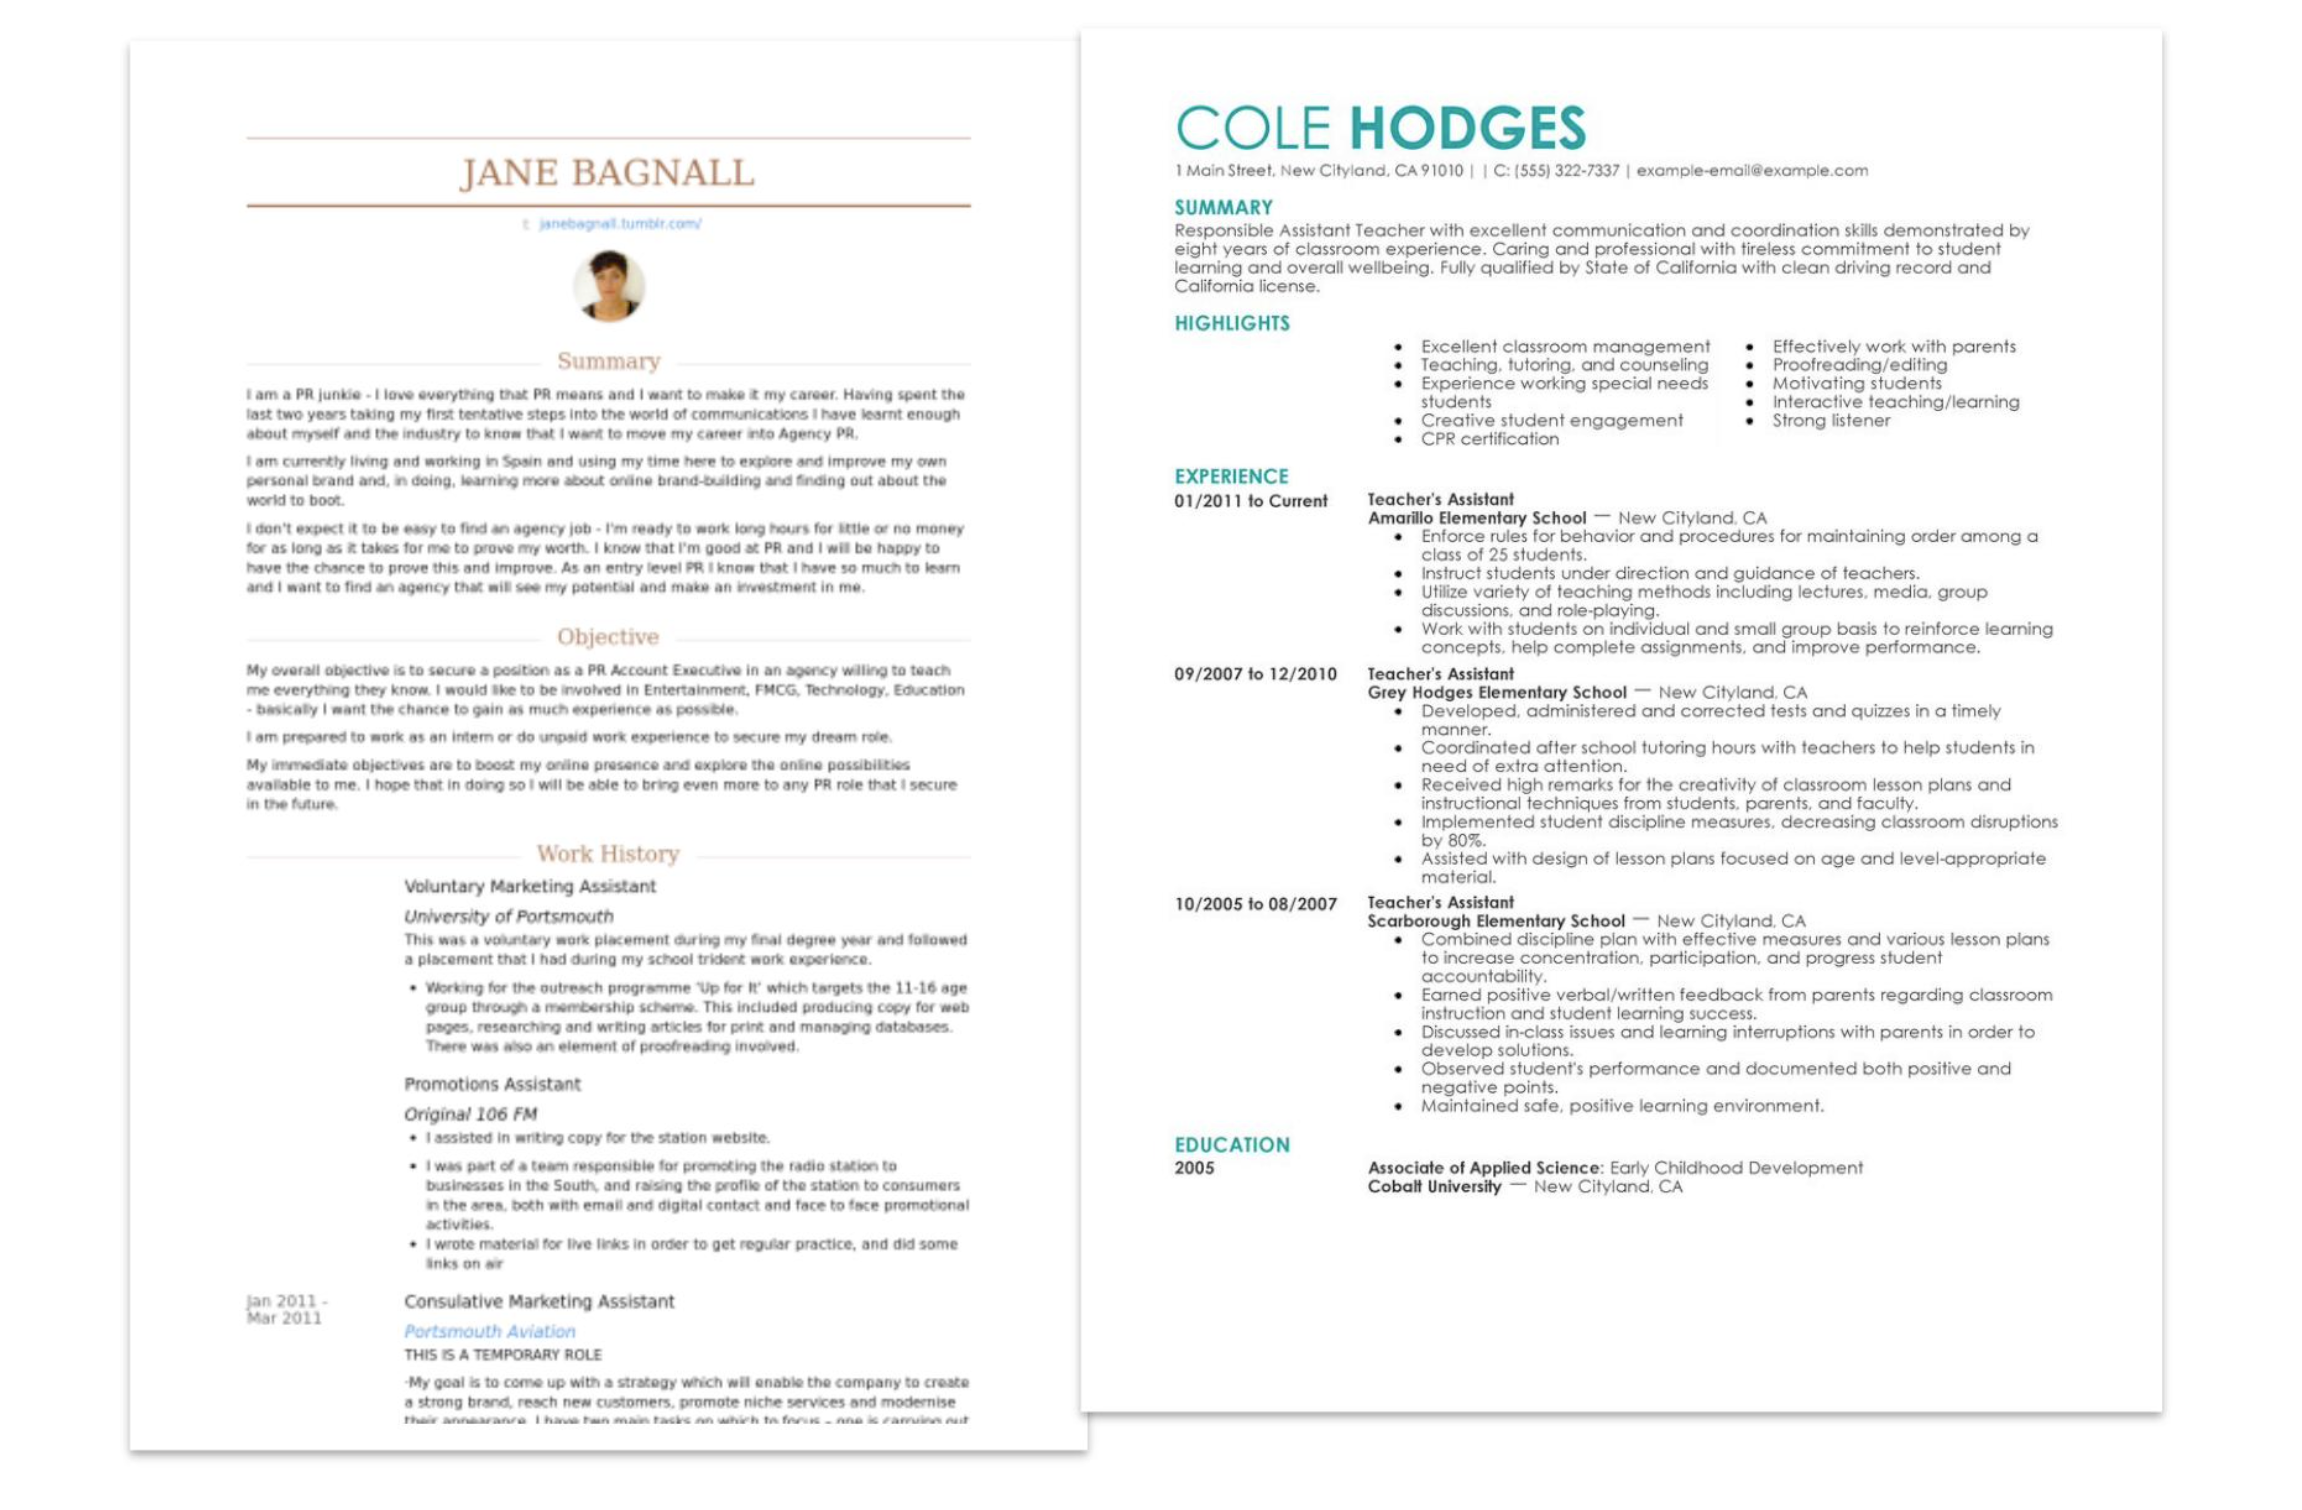 JANE BAGNALL
t: janebagnall.tumblr.com/
Summary
I am a PR junkie - I love everything that PR means and I want to make it my career. Having spent the
last two years taking my first tentative steps into the world of communications I have learnt enough
about myself and the industry to know that I want to move my career into Agency PR.
I am currently living and working in Spain and using my time here to explore and improve my own
personal brand and, in doing, learning more about online brand-building and finding out about the
world to boot.
I don't expect it to be easy to find an agency job - I'm ready to work long hours for little or no money
for as long as it takes for me to prove my worth. I know that I'm good at PR and I will be happy to
have the chance to prove this and improve. As an entry level PR I know that I have so much to learn
and I want to find an agency that will see my potential and make an investment in me.
Objective
My overall objective is to secure a position as a PR Account Executive in an agency willing to teach
me everything they know. I would like to be involved in Entertainment, FMCG, Technology, Education
- basically I want the chance to gain as much experience as possible.
I am prepared to work as an intern or do unpaid work experience to secure my dream role.
My immediate objectives are to boost my online presence and explore the online possibilities
available to me. I hope that in doing so I will be able to bring even more to any PR role that I secure
in the future.
Work History
Voluntary Marketing Assistant
University of Portsmouth
This was a voluntary work placement during my final degree year and followed
a placement that I had during my school trident work experience.
• Working for the outreach programme 'Up for It' which targets the 11-16 age
group through a membership scheme. This included producing copy for web
pages, researching and writing articles for print and managing databases.
There was also an element of proofreading involved.
Promotions Assistant
Original 106 FM
• I assisted in writing copy for the station website.
• I was part of a team responsible for promoting the radio station to
businesses in the South, and raising the profile of the station to consumers
in the area, both with email and digital contact and face to face promotional
activities.
• I wrote material for live links in order to get regular practice, and did some
links on air
Jan 2011 -
Mar 2011
Consulative Marketing Assistant
Portsmouth Aviation
THIS IS A TEMPORARY ROLE
-My goal is to come up with a strategy which will enable the company to create
a strong brand, reach new customers, promote niche services and modernise
their appearance. I have two main tasks on which to focus - one is carrying out
COLE HODGES
1 Main Street, New Cityland, CA 91010 | | C: (555) 322-7337 | example-email@example.com
SUMMARY
Responsible Assistant Teacher with excellent communication and coordination skills demonstrated by
eight years of classroom experience. Caring and professional with tireless commitment to student
learning and overall wellbeing. Fully qualified by State of California with clean driving record and
California license.
HIGHLIGHTS
• Excellent classroom management
• Teaching, tutoring, and counseling
• Experience working special needs
students
• Creative student engagement
• CPR certification
• Effectively work with parents
• Proofreading/editing
• Motivating students
• Interactive teaching/learning
• Strong listener
EXPERIENCE
01/2011 to Current
Teacher's Assistant
Amarillo Elementary School — New Cityland, CA
• Enforce rules for behavior and procedures for maintaining order among a
class of 25 students.
• Instruct students under direction and guidance of teachers.
• Utilize variety of teaching methods including lectures, media, group
discussions, and role-playing.
• Work with students on individual and small group basis to reinforce learning
concepts, help complete assignments, and improve performance.
09/2007 to 12/2010
Teacher's Assistant
Grey Hodges Elementary School — New Cityland, CA
• Developed, administered and corrected tests and quizzes in a timely
manner.
• Coordinated after school tutoring hours with teachers to help students in
need of extra attention.
• Received high remarks for the creativity of classroom lesson plans and
instructional techniques from students, parents, and faculty.
• Implemented student discipline measures, decreasing classroom disruptions
by 80%.
• Assisted with design of lesson plans focused on age and level-appropriate
material.
10/2005 to 08/2007
Teacher's Assistant
Scarborough Elementary School — New Cityland, CA
• Combined discipline plan with effective measures and various lesson plans
to increase concentration, participation, and progress student
accountability.
• Earned positive verbal/written feedback from parents regarding classroom
instruction and student learning success.
• Discussed in-class issues and learning interruptions with parents in order to
develop solutions.
• Observed student's performance and documented both positive and
negative points.
• Maintained safe, positive learning environment.
EDUCATION
2005
Associate of Applied Science: Early Childhood Development
Cobalt University — New Cityland, CA